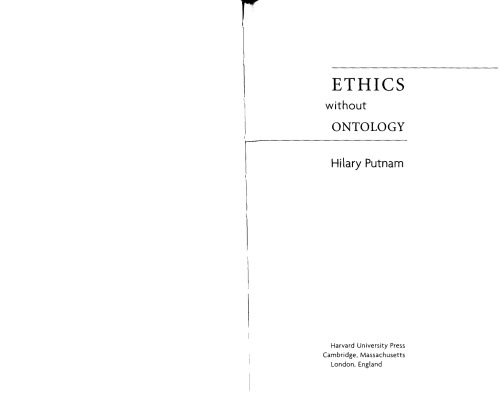 ETHICS
without
ONTOLOGY
Hilary Putnam
Harvard University Press
Cambridge, Massachusetts
London, England